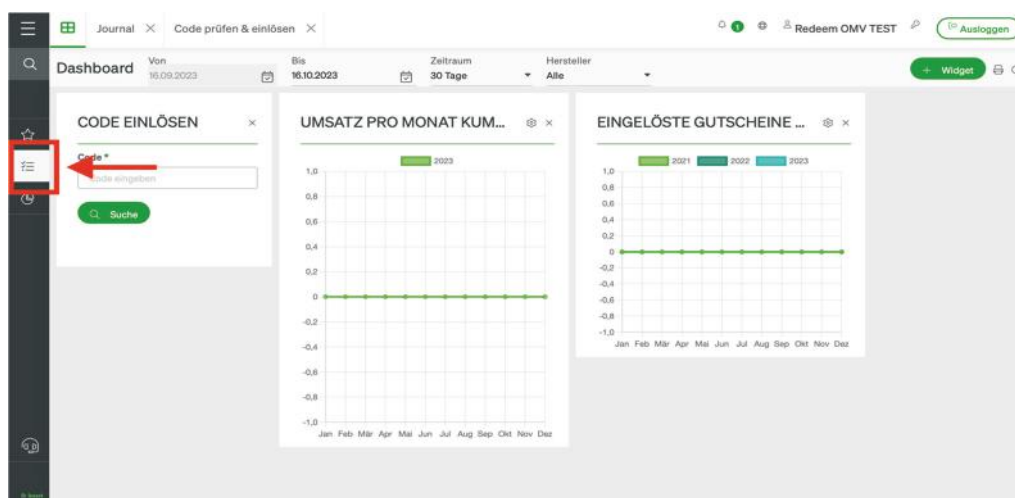 Journal × Code prüfen & einlösen ×
1 Redeem OMV TEST Ausloggen
Dashboard
Von
16.09.2023
Bis
16.10.2023
Zeitraum
30 Tage
Hersteller
Alle
+ Widget
CODE EINLÖSEN ×
Code *
Code eingeben
Suche
UMSATZ PRO MONAT KUM... ×
2023
1,0
0,8
0,6
0,4
0,2
0
-0,2
-0,4
-0,6
-0,8
-1,0
Jan Feb Mär Apr Mai Jun Jul Aug Sep Okt Nov Dez
EINGELÖSTE GUTSCHEINE ... ×
2021 2022 2023
1,0
0,8
0,6
0,4
0,2
0
-0,2
-0,4
-0,6
-0,8
-1,0
Jan Feb Mär Apr Mai Jun Jul Aug Sep Okt Nov Dez